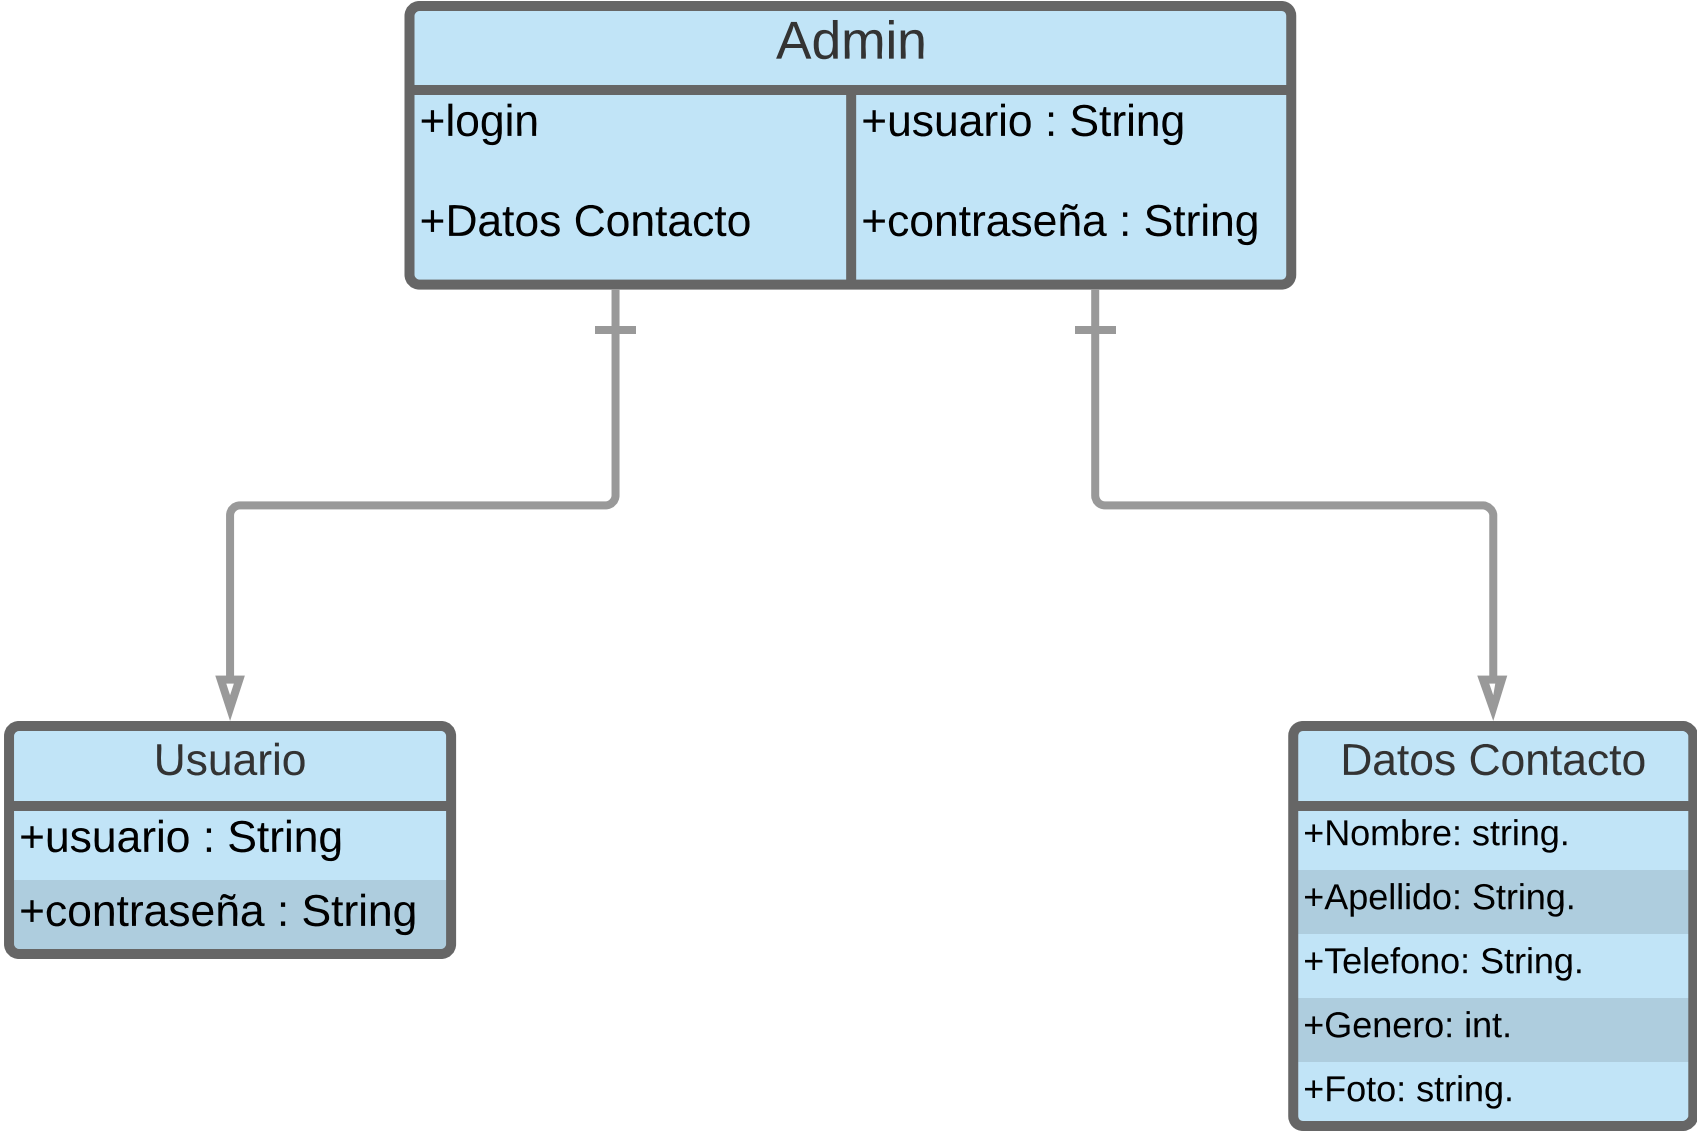 Admin
+login
+Datos Contacto
+usuario : String
+contraseña : String
Usuario
+usuario : String
+contraseña : String
Datos Contacto
+Nombre: string.
+Apellido: String.
+Telefono: String.
+Genero: int.
+Foto: string.